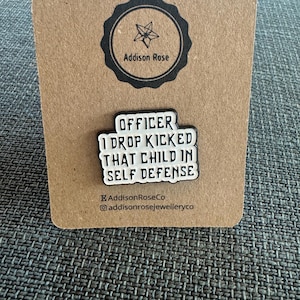 Addison Rose
OFFICER
I DROP KICKED
THAT CHILD IN
SELF DEFENSE
AddisonRoseCo
@addisonrosejewelleryco